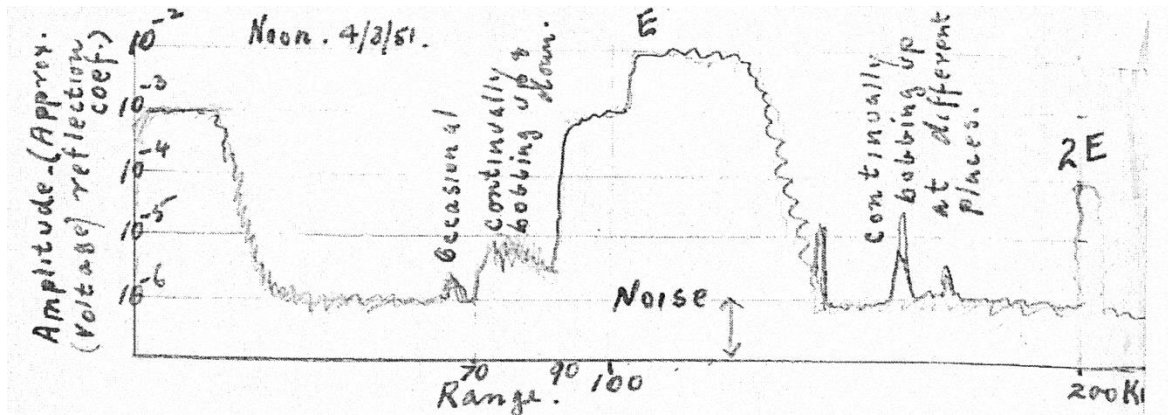 10-2
Noon. 4/3/51.
E
Amplitude (Approx.
(Voltage) reflection
coef.)
10-3
10-4
10-5
10-6
Occasional
continually
bobbing up &
down
continually
bobbing up
at different
places.
2E
Noise
70
90
100
200
Range.